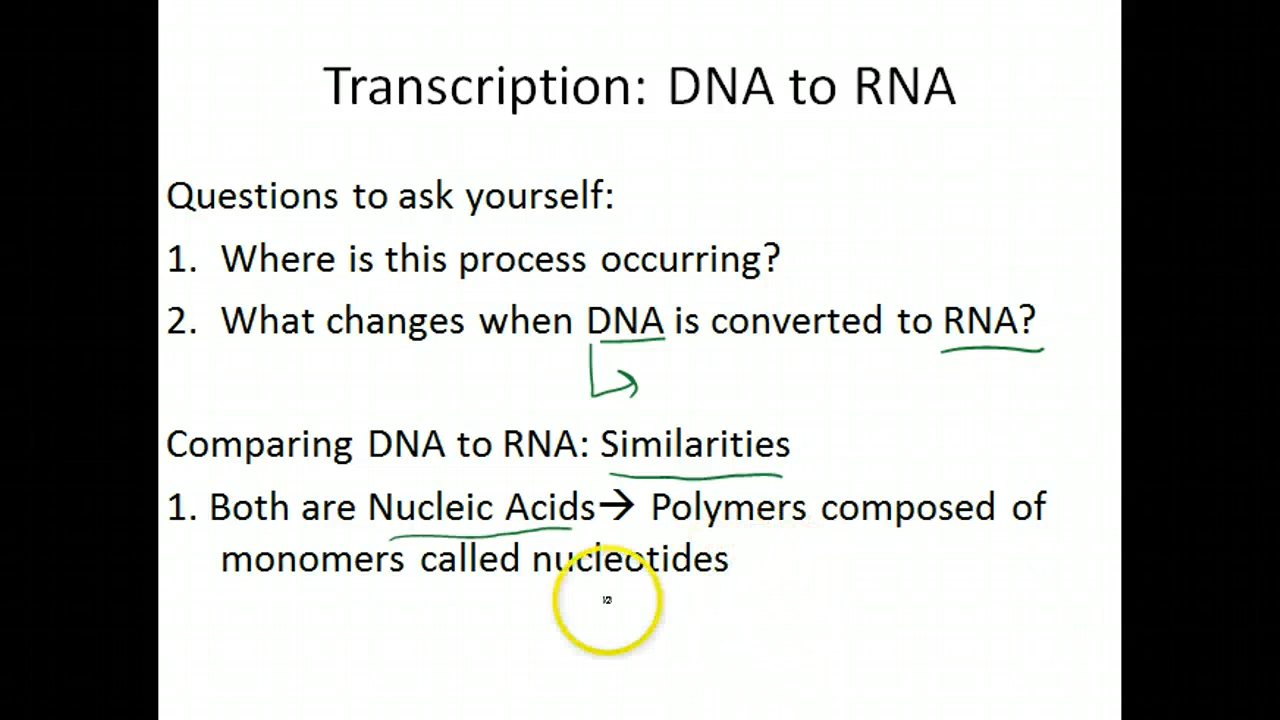 Transcription: DNA to RNA
Questions to ask yourself:
1. Where is this process occurring?
2. What changes when DNA is converted to RNA?
Comparing DNA to RNA: Similarities
1. Both are Nucleic Acids→ Polymers composed of
monomers called nucleotides